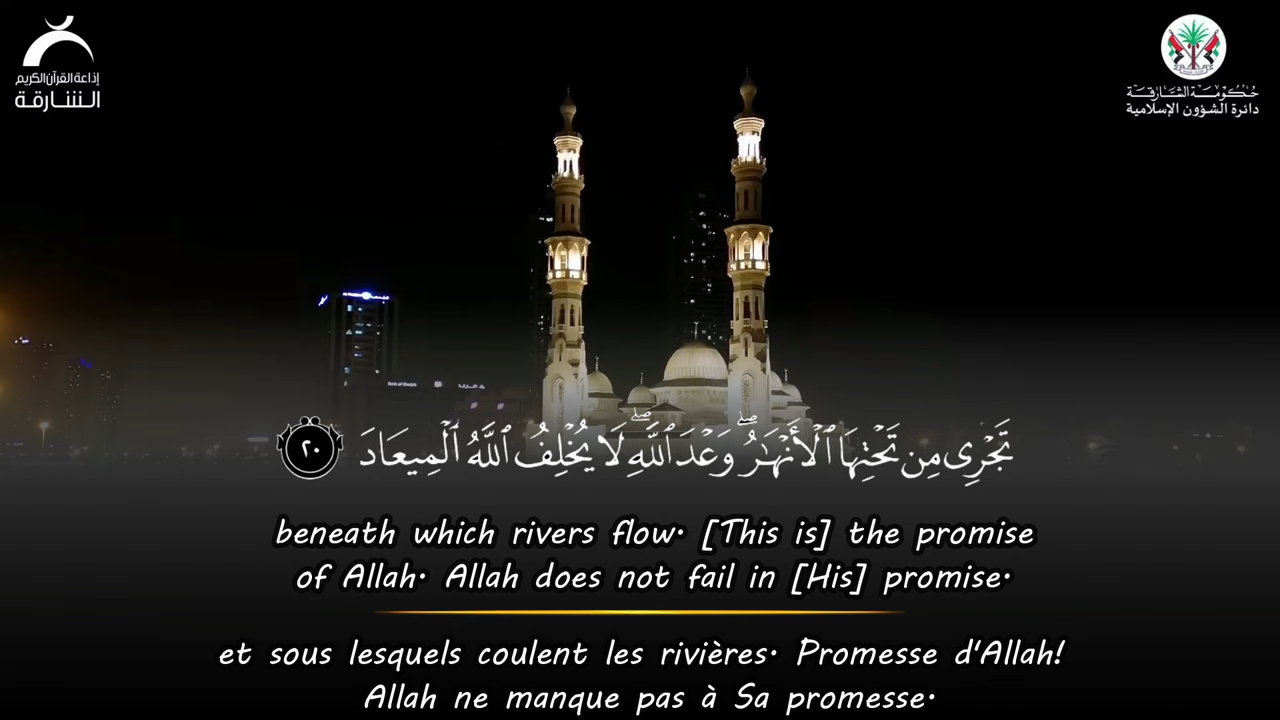 إذاعة القرآن الكريم
الشارقة
حكومة الشارقة
دائرة الشؤون الإسلامية
تَجْرِى مِن تَحْتِهَا ٱلْأَنْهَـٰرُ ۖ وَعْدَ ٱللَّهِ ۖ لَا يُخْلِفُ ٱللَّهُ ٱلْمِيعَادَ ٢٠
beneath which rivers flow. [This is] the promise
of Allah. Allah does not fail in [His] promise.
et sous lesquels coulent les rivières. Promesse d'Allah!
Allah ne manque pas à Sa promesse.